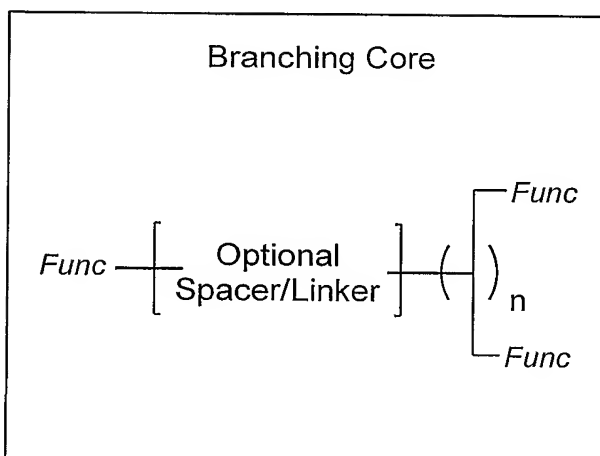 Branching Core
Func
Func
Optional
Spacer/Linker
( )
n
Func